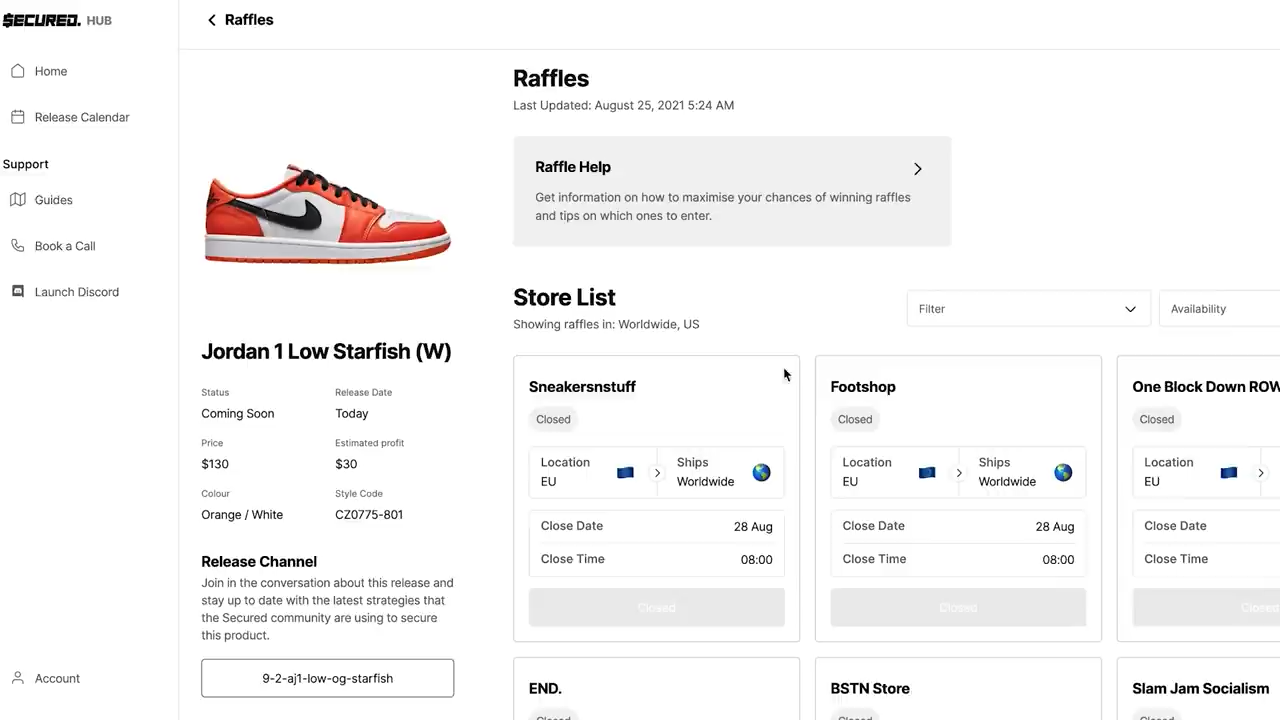 $ECURED. HUB
Raffles
Home
Release Calendar
Support
Guides
Book a Call
Launch Discord
Account
Jordan 1 Low Starfish (W)
Status
Release Date
Coming Soon
Today
Price
Estimated profit
$130
$30
Colour
Style Code
Orange / White
CZ0775-801
Release Channel
Join in the conversation about this release and
stay up to date with the latest strategies that
the Secured community are using to secure
this product.
9-2-aj1-low-og-starfish
Raffles
Last Updated: August 25, 2021 5:24 AM
Raffle Help
Get information on how to maximise your chances of winning raffles
and tips on which ones to enter.
Store List
Showing raffles in: Worldwide, US
Filter
Availability
Sneakersnstuff
Closed
Location
EU
Ships
Worldwide
Close Date
28 Aug
Close Time
08:00
Closed
Footshop
Closed
Location
EU
Ships
Worldwide
Close Date
28 Aug
Close Time
08:00
Closed
One Block Down ROW
Closed
Location
EU
Close Date
Close Time
Closed
END.
Closed
BSTN Store
Closed
Slam Jam Socialism
Closed